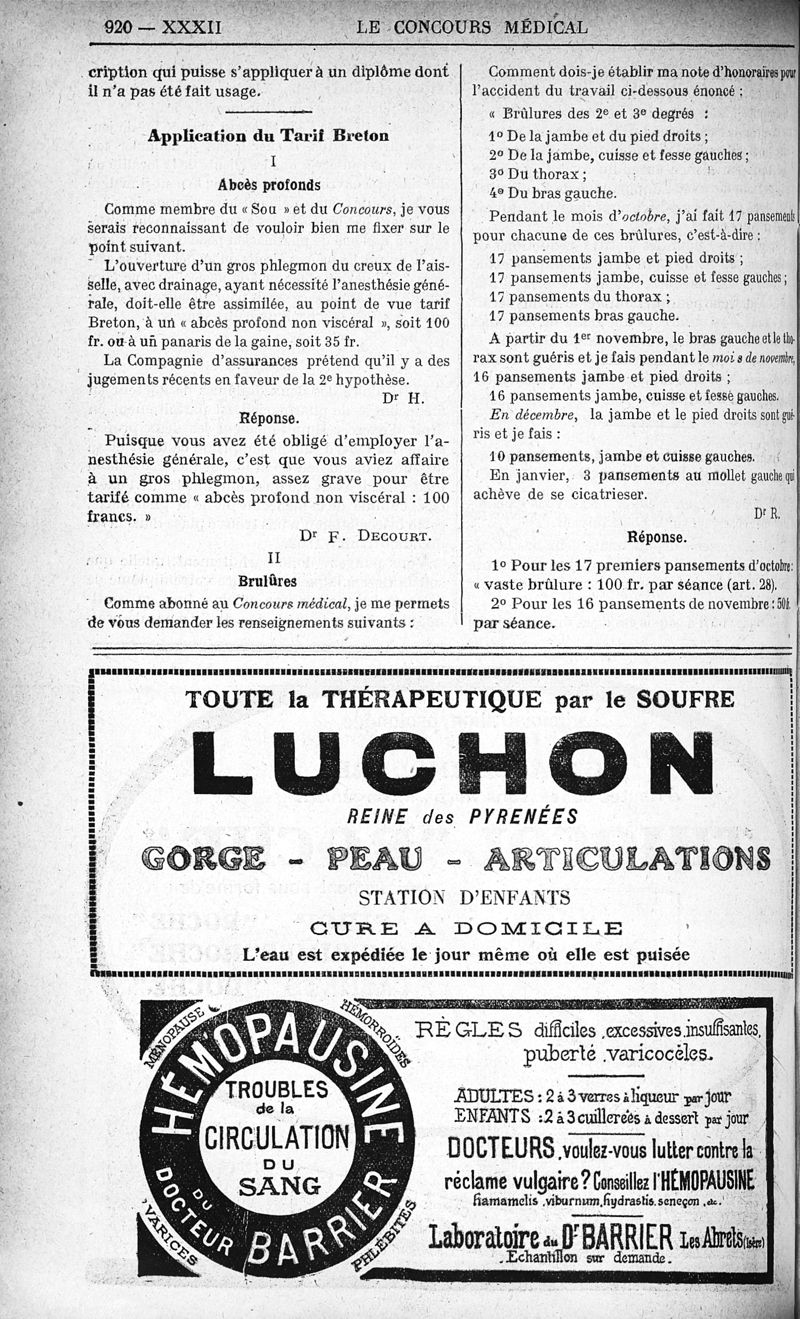 920 — XXXII
LE CONCOURS MÉDICAL
cription qui puisse s'appliquer à un diplôme dont
il n'a pas été fait usage.
Application du Tarif Breton
I
Abcès profonds
Comme membre du « Sou » et du Concours, je vous
serais reconnaissant de vouloir bien me fixer sur le
point suivant.
L'ouverture d'un gros phlegmon du creux de l'ais-
selle, avec drainage, ayant nécessité l'anesthésie géné-
rale, doit-elle être assimilée, au point de vue tarif
Breton, à un « abcès profond non viscéral », soit 100
fr. ou à un panaris de la gaine, soit 35 fr.
La Compagnie d'assurances prétend qu'il y a des
jugements récents en faveur de la 2e hypothèse.
Dr H.
Réponse.
Puisque vous avez été obligé d'employer l'a-
nesthésie générale, c'est que vous aviez affaire
à un gros phlegmon, assez grave pour être
tarifé comme « abcès profond non viscéral : 100
francs. »
Dr F. DECOURT.
II
Brulûres
Comme abonné au Concours médical, je me permets
de vous demander les renseignements suivants :
Comment dois-je établir ma note d'honoraires pour
l'accident du travail ci-dessous énoncé ;
« Brûlures des 2e et 3e degrés :
1o De la jambe et du pied droits ;
2o De la jambe, cuisse et fesse gauches ;
3o Du thorax ;
4o Du bras gauche.
Pendant le mois d'octobre, j'ai fait 17 pansements
pour chacune de ces brûlures, c'est-à-dire :
17 pansements jambe et pied droits ;
17 pansements jambe, cuisse et fesse gauches ;
17 pansements du thorax ;
17 pansements bras gauche.
A partir du 1er novembre, le bras gauche et le tho-
rax sont guéris et je fais pendant le mois de novembre,
16 pansements jambe et pied droits ;
16 pansements jambe, cuisse et fesse gauches.
En décembre, la jambe et le pied droits sont gué-
ris et je fais :
10 pansements, jambe et cuisse gauches.
En janvier, 3 pansements au mollet gauche qui
achève de se cicatrieser.
Dr R.
Réponse.
1o Pour les 17 premiers pansements d'octobre :
« vaste brûlure : 100 fr. par séance (art. 28).
2o Pour les 16 pansements de novembre : 50 f.
par séance.
TOUTE la THÉRAPEUTIQUE par le SOUFRE
LUCHON
REINE des PYRENÉES
GORGE - PEAU - ARTICULATIONS
STATION D'ENFANTS
CURE A DOMICILE
L'eau est expédiée le jour même où elle est puisée
MÉNOPAUSE
HÉMORROÏDES
HÉMOPAUSINE
TROUBLES
de la
CIRCULATION
DU
SANG
DU
DOCTEUR
BARRIER
VARICES
PHLÉBITES
RÈGLES difficiles, excessives, insuffisantes,
puberté, varicocèles.
ADULTES : 2 à 3 verres à liqueur par jour
ENFANTS : 2 à 3 cuillerées à dessert par jour
DOCTEURS, voulez-vous lutter contre la
réclame vulgaire ? Conseillez l'HÉMOPAUSINE
Hamamelis, viburnum, hydrastis, seneçon, etc.
Laboratoire du Dr BARRIER Les Abrets (Isère)
Echantillon sur demande.